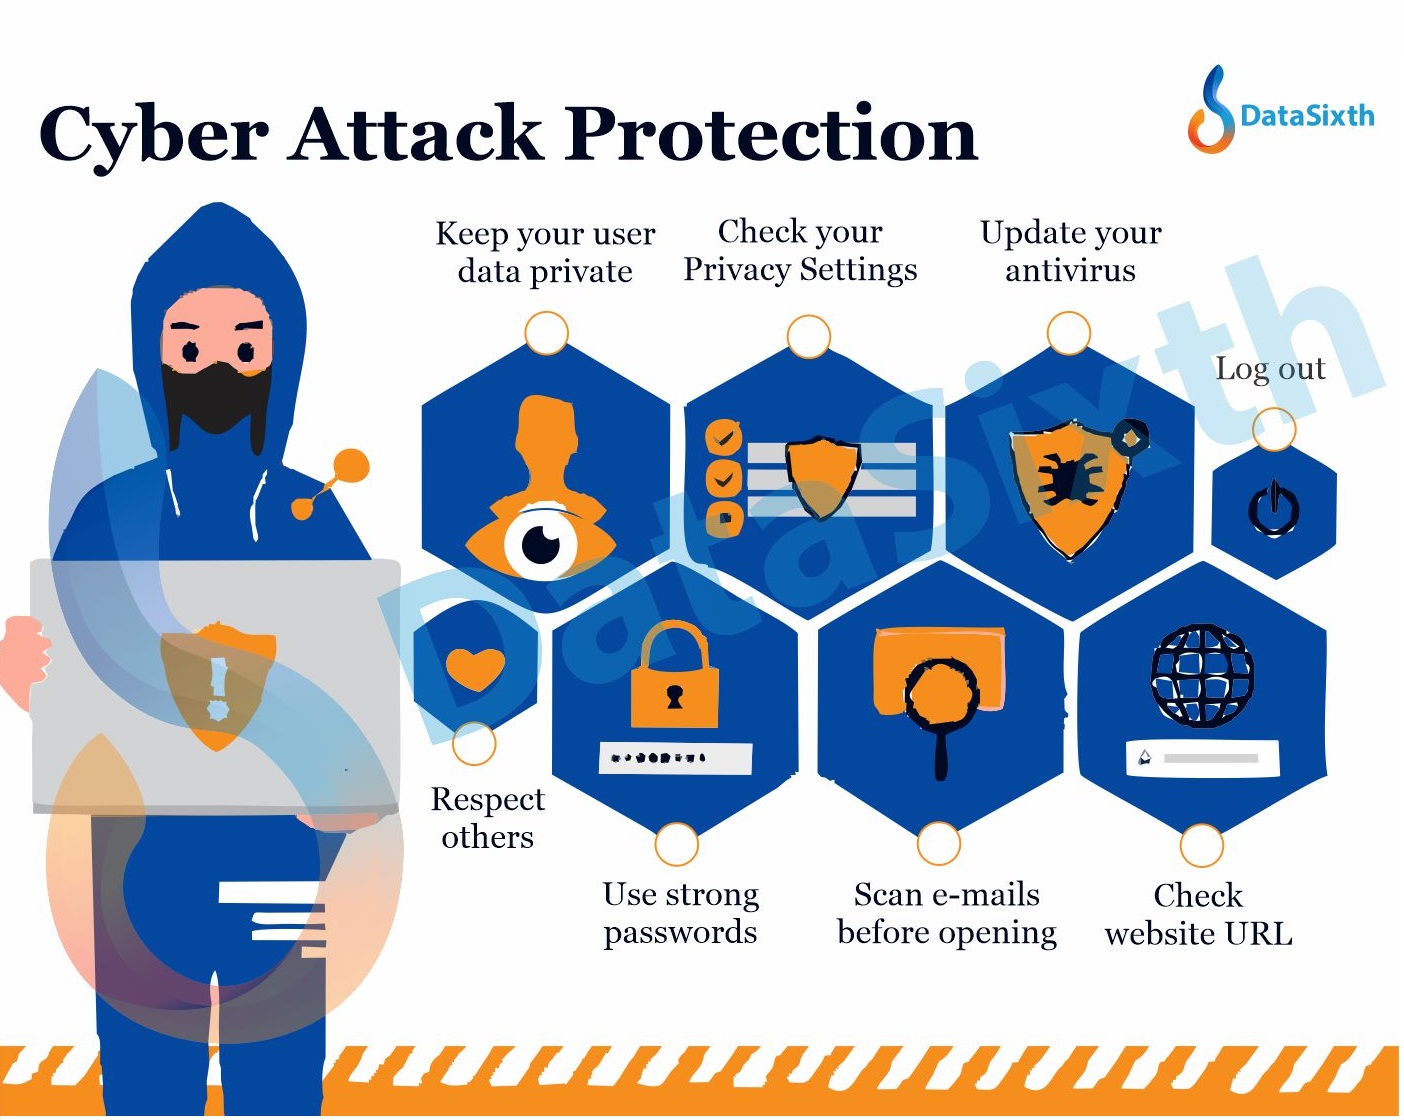 Cyber Attack Protection
DataSixth
Keep your user
data private
Check your
Privacy Settings
Update your
antivirus
Log out
Respect
others
Use strong
passwords
Scan e-mails
before opening
Check
website URL
DataSixth